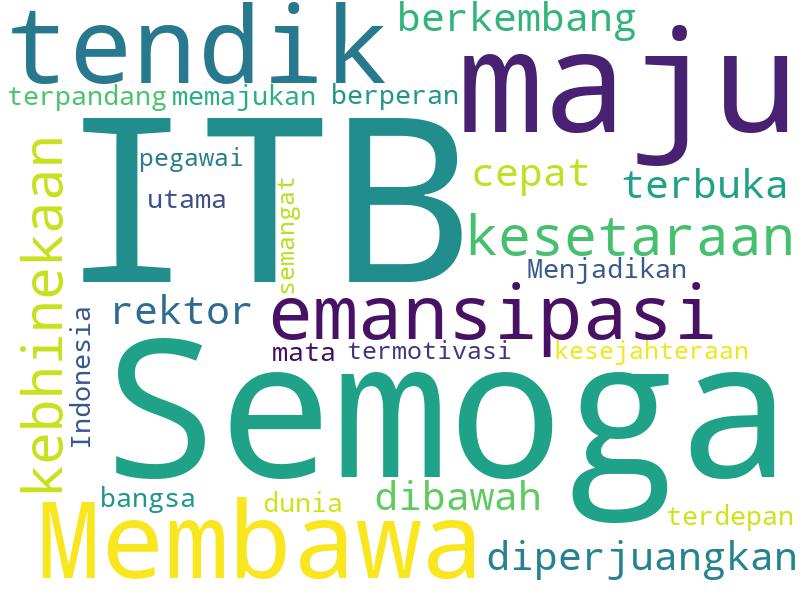 tendik
berkembang
maju
terpandang
memajukan
berperan
ITB
pegawai
utama
semangat
cepat
terbuka
kesetaraan
Menjadikan
kebhinekaan
Indonesia
rektor
emansipasi
mata
termotivasi
kesejahteraan
Semoga
bangsa
dunia
dibawah
terdepan
Membawa
diperjuangkan